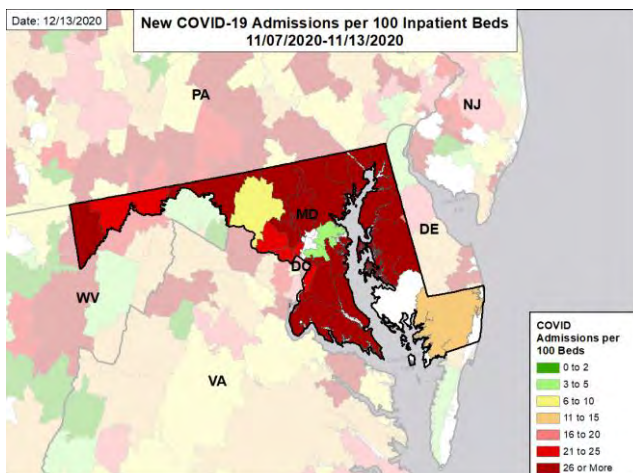 Date: 12/13/2020
New COVID-19 Admissions per 100 Inpatient Beds
11/07/2020-11/13/2020
PA
NJ
MD
DE
DC
WV
VA
COVID
Admissions per
100 Beds
0 to 2
3 to 5
6 to 10
11 to 15
16 to 20
21 to 25
26 or More